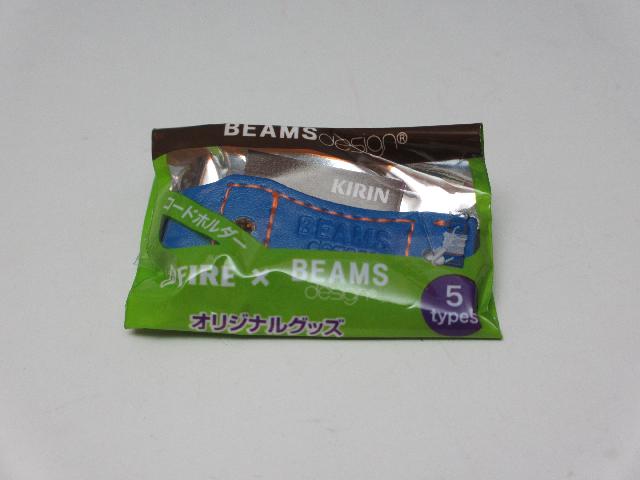 BEAMS design®
KIRIN
コードホルダー
BEAMS
FIRE × BEAMS
design
オリジナルグッズ
5
types